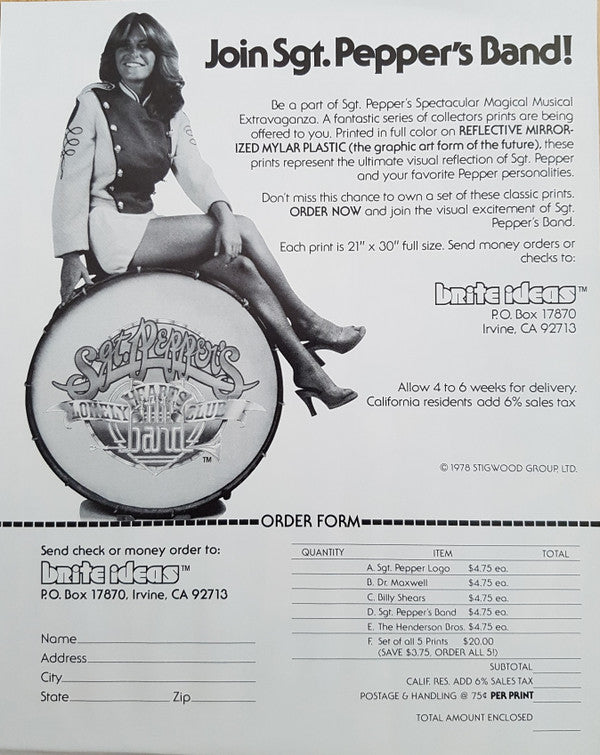 Join Sgt. Pepper's Band!
Be a part of Sgt. Pepper's Spectacular Magical Musical
Extravaganza. A fantastic series of collectors prints are being
offered to you. Printed in full color on REFLECTIVE MIRROR-
IZED MYLAR PLASTIC (the graphic art form of the future), these
prints represent the ultimate visual reflection of Sgt. Pepper
and your favorite Pepper personalities.
Don't miss this chance to own a set of these classic prints.
ORDER NOW and join the visual excitement of Sgt.
Pepper's Band.
Each print is 21" x 30" full size. Send money orders or
checks to:
brite ideas™
P.O. Box 17870
Irvine, CA 92713
Allow 4 to 6 weeks for delivery.
California residents add 6% sales tax
© 1978 STIGWOOD GROUP, LTD.
Sgt. Pepper's
LONELY HEARTS CLUB
band
TM
ORDER FORM
Send check or money order to:
brite ideas™
P.O. Box 17870, Irvine, CA 92713
Name
Address
City
State Zip
QUANTITY ITEM TOTAL
A. Sgt. Pepper Logo $4.75 ea.
B. Dr. Maxwell $4.75 ea.
C. Billy Shears $4.75 ea.
D. Sgt. Pepper's Band $4.75 ea.
E. The Henderson Bros. $4.75 ea.
F. Set of all 5 Prints $20.00
(SAVE $3.75, ORDER ALL 5!)
SUBTOTAL
CALIF. RES. ADD 6% SALES TAX
POSTAGE & HANDLING @ 75¢ PER PRINT
TOTAL AMOUNT ENCLOSED